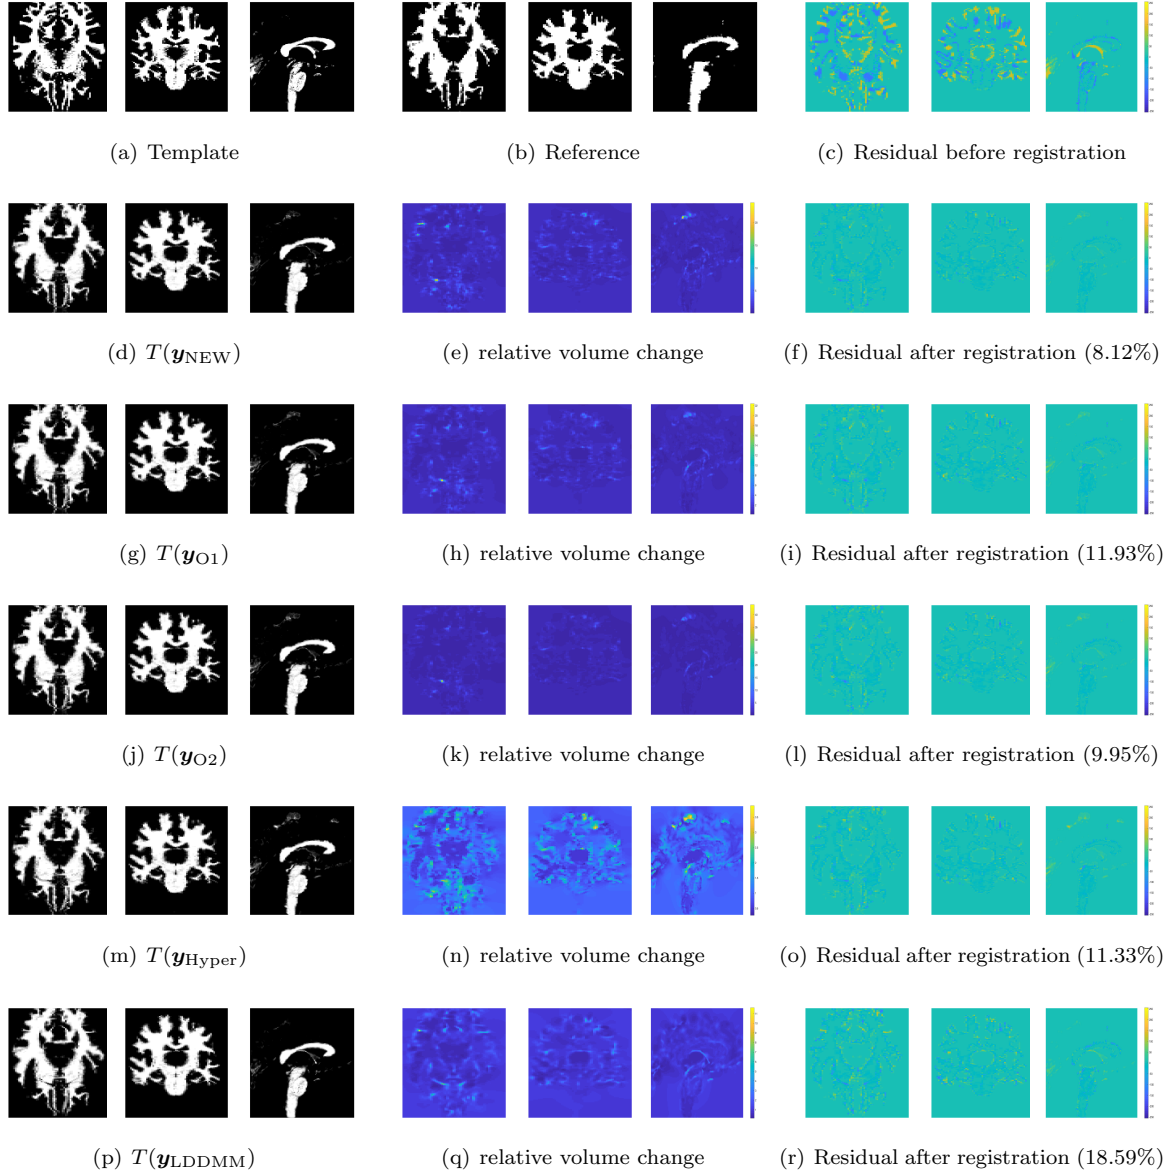 (a) Template
(b) Reference
(c) Residual before registration
(d) T(y_NEW)
(e) relative volume change
(f) Residual after registration (8.12%)
(g) T(y_O1)
(h) relative volume change
(i) Residual after registration (11.93%)
(j) T(y_O2)
(k) relative volume change
(l) Residual after registration (9.95%)
(m) T(y_Hyper)
(n) relative volume change
(o) Residual after registration (11.33%)
(p) T(y_LDDMM)
(q) relative volume change
(r) Residual after registration (18.59%)